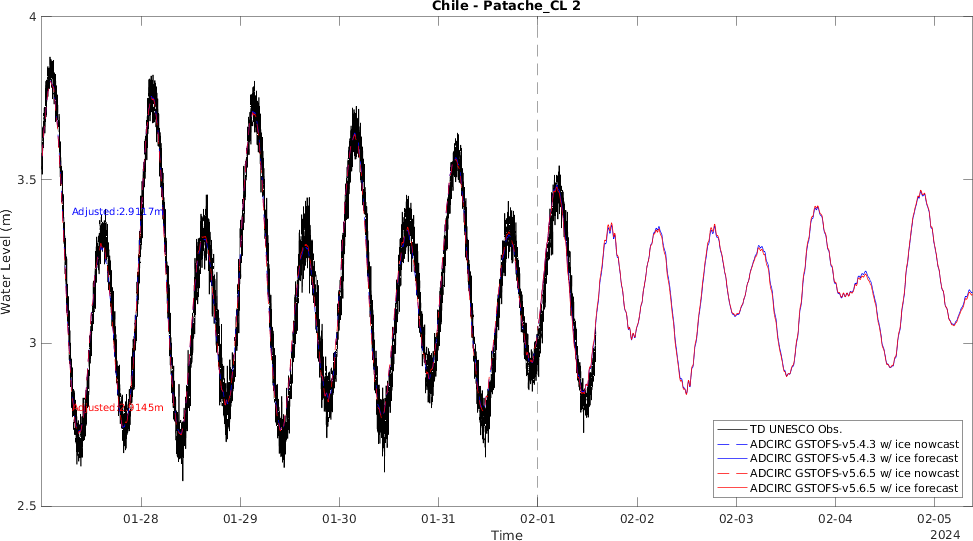 Chile - Patache_CL 2
4
3.5
3
2.5
Water Level (m)
Adjusted:2.9117m
Adjusted:2.9145m
TD UNESCO Obs.
ADCIRC GSTOFS-v5.4.3 w/ ice nowcast
ADCIRC GSTOFS-v5.4.3 w/ ice forecast
ADCIRC GSTOFS-v5.6.5 w/ ice nowcast
ADCIRC GSTOFS-v5.6.5 w/ ice forecast
01-28 01-29 01-30 01-31 02-01 02-02 02-03 02-04 02-05
2024
Time